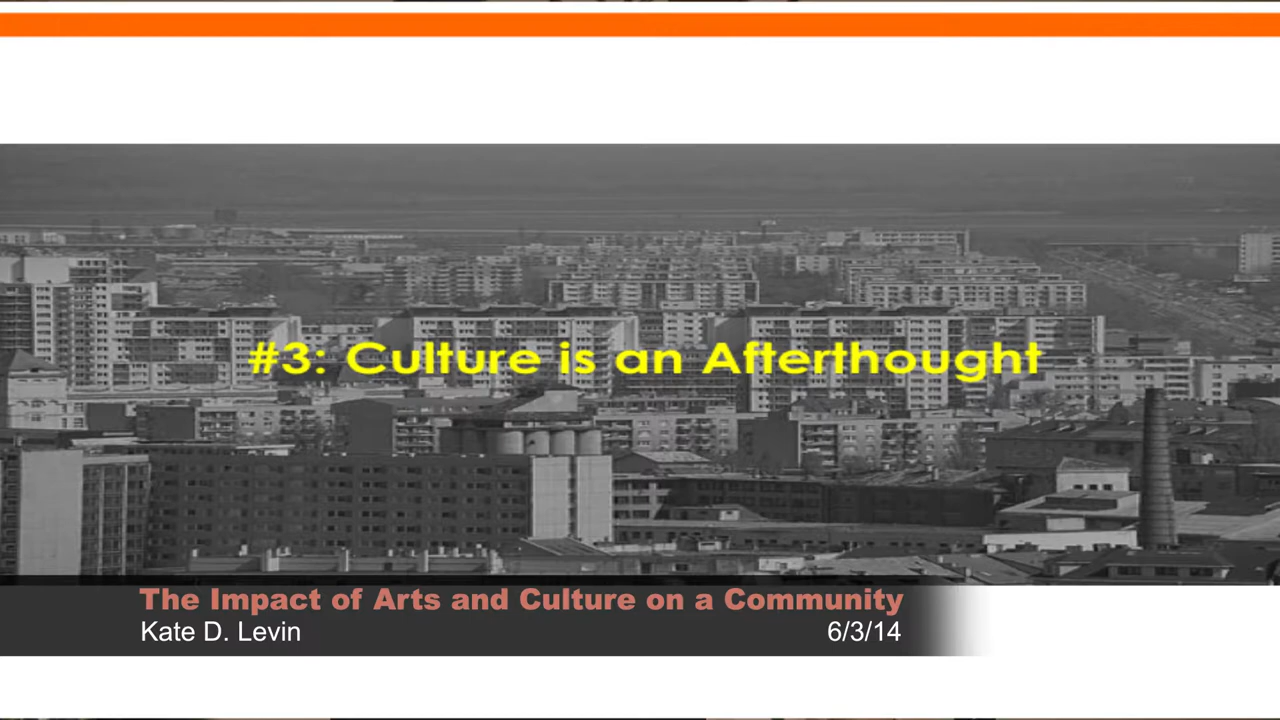 #3: Culture is an Afterthought
The Impact of Arts and Culture on a Community
Kate D. Levin 6/3/14